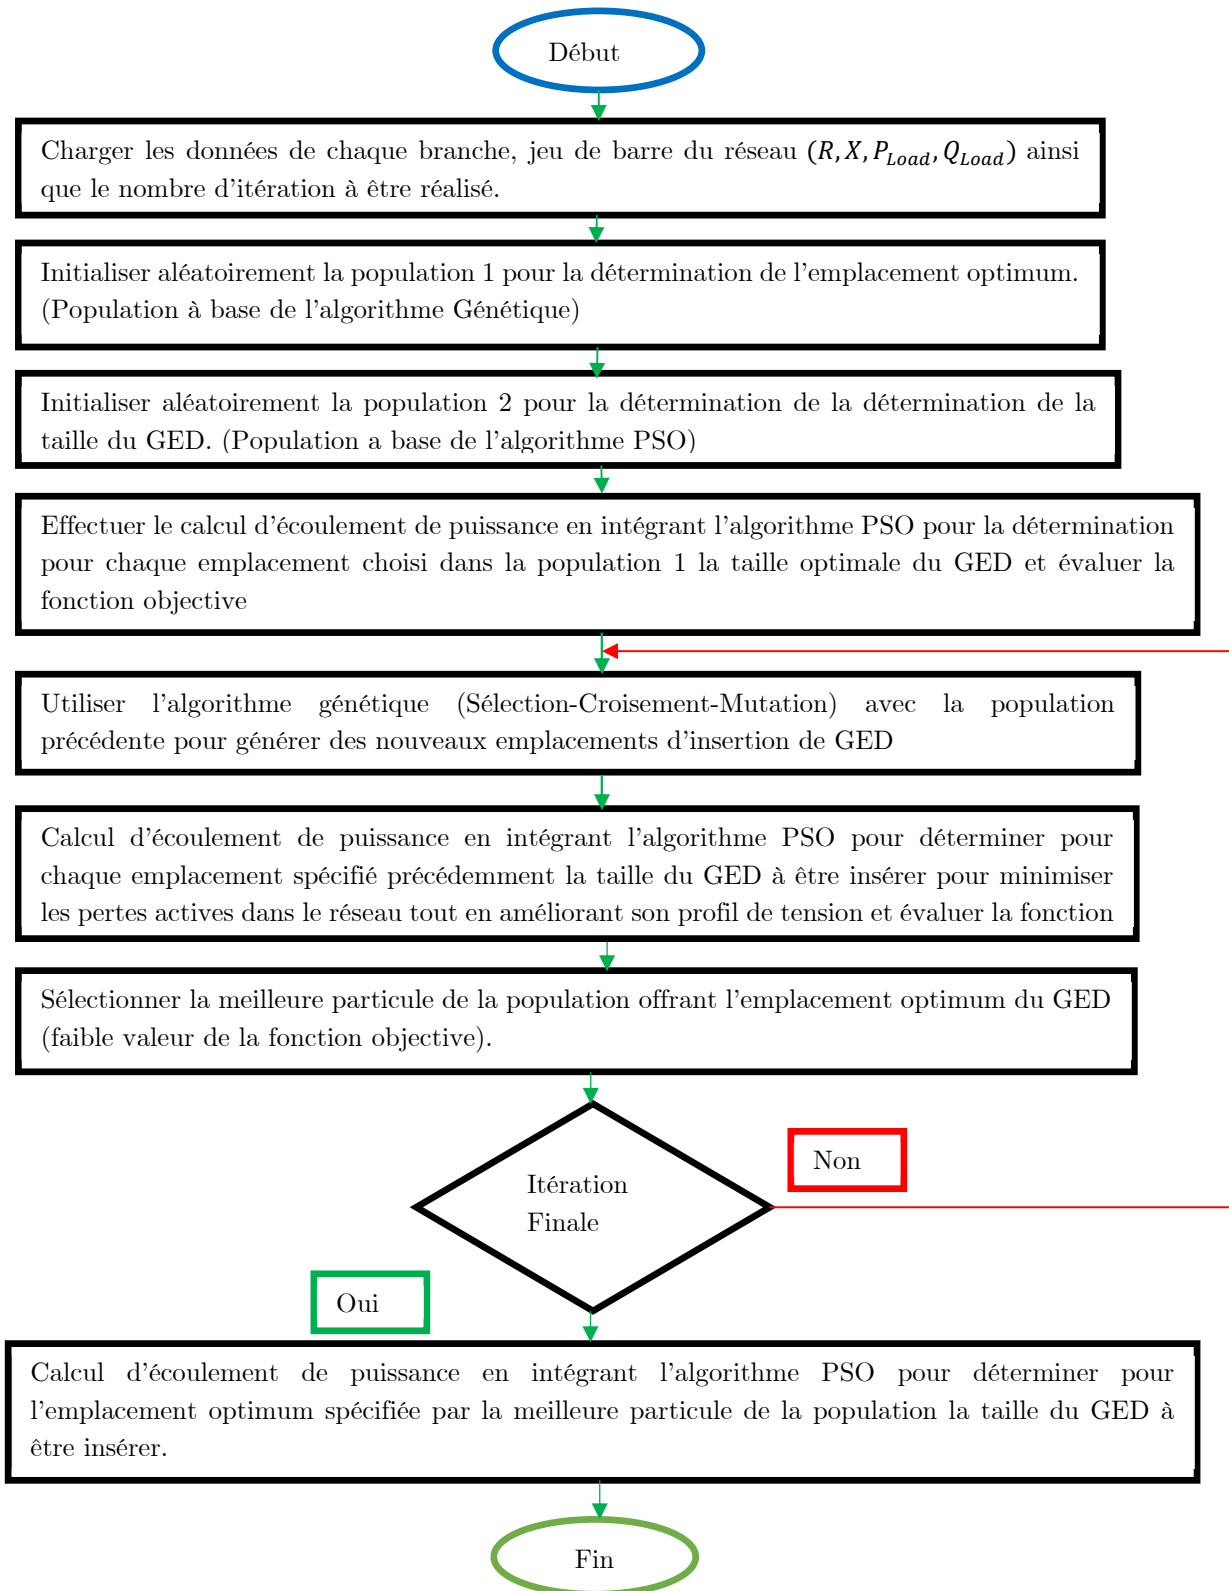 Début
Charger les données de chaque branche, jeu de barre du réseau (R, X, P_Load, Q_Load) ainsi
que le nombre d'itération à être réalisé.
Initialiser aléatoirement la population 1 pour la détermination de l'emplacement optimum.
(Population à base de l'algorithme Génétique)
Initialiser aléatoirement la population 2 pour la détermination de la détermination de la
taille du GED. (Population a base de l'algorithme PSO)
Effectuer le calcul d'écoulement de puissance en intégrant l'algorithme PSO pour la détermination
pour chaque emplacement choisi dans la population 1 la taille optimale du GED et évaluer la
fonction objective
Utiliser l'algorithme génétique (Sélection-Croisement-Mutation) avec la population
précédente pour générer des nouveaux emplacements d'insertion de GED
Calcul d'écoulement de puissance en intégrant l'algorithme PSO pour déterminer pour
chaque emplacement spécifié précédemment la taille du GED à être insérer pour minimiser
les pertes actives dans le réseau tout en améliorant son profil de tension et évaluer la fonction
Sélectionner la meilleure particule de la population offrant l'emplacement optimum du GED
(faible valeur de la fonction objective).
Non
Itération
Finale
Oui
Calcul d'écoulement de puissance en intégrant l'algorithme PSO pour déterminer pour
l'emplacement optimum spécifiée par la meilleure particule de la population la taille du GED à
être insérer.
Fin